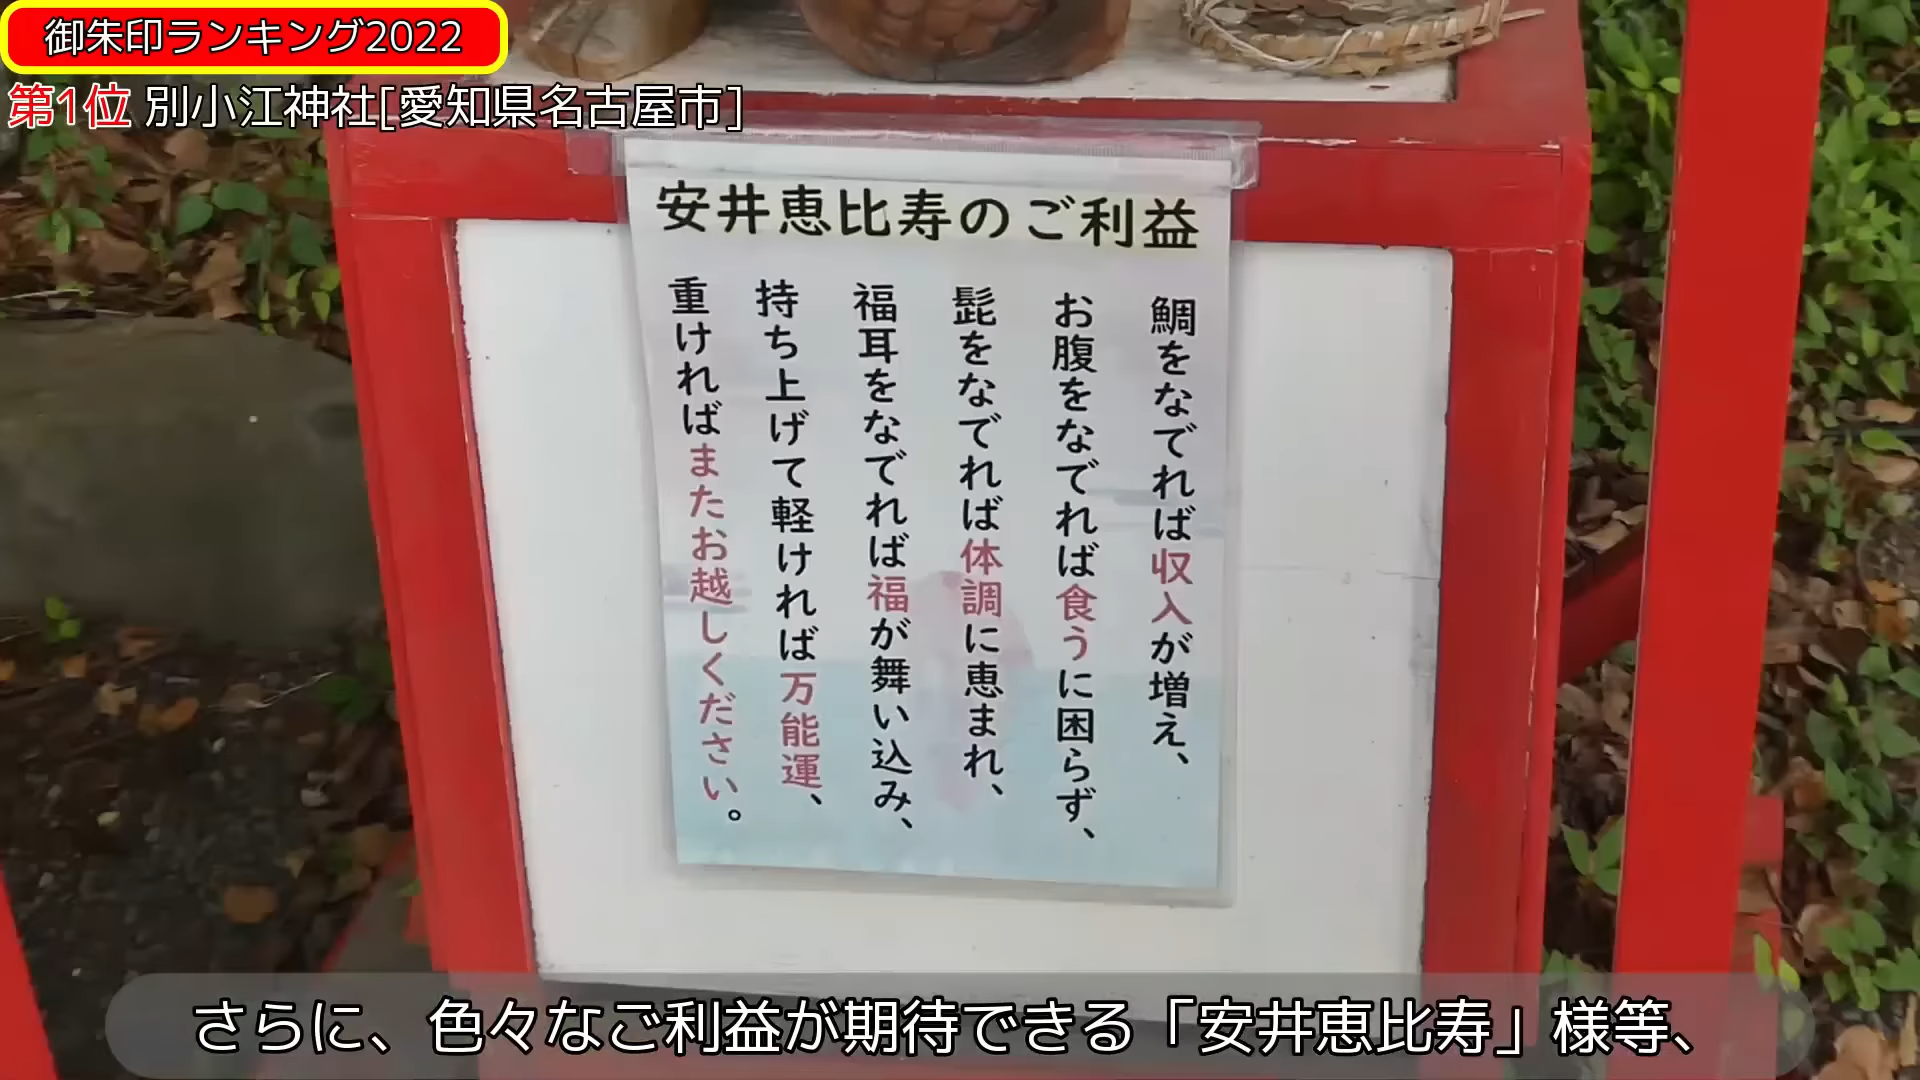 御朱印ランキング2022
第1位 別小江神社[愛知県名古屋市]
安井恵比寿のご利益
鯛をなでれば収入が増え、
お腹をなでれば食うに困らず、
髭をなでれば体調に恵まれ、
福耳をなでれば福が舞い込み、
持ち上げて軽ければ万能運、
重ければまたお越しください。
さらに、色々なご利益が期待できる「安井恵比寿」様等、